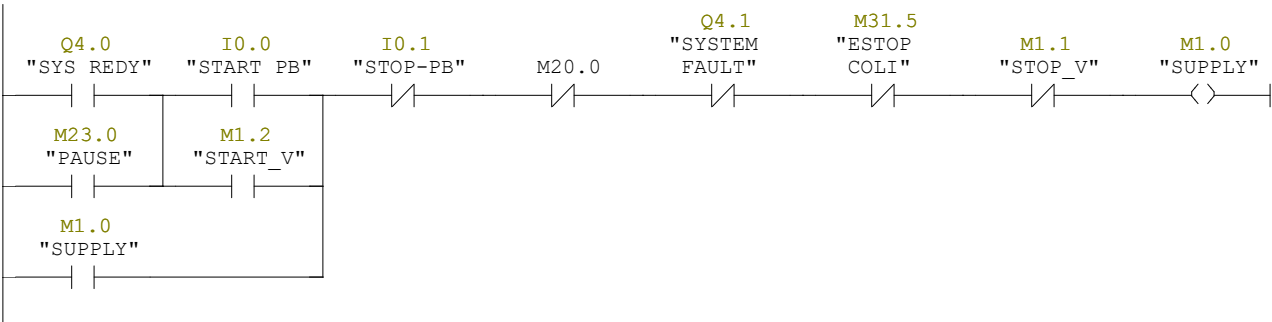 Q4.1 M31.5
Q4.0 I0.0 I0.1 "SYSTEM "ESTOP M1.1 M1.0
"SYS REDY" "START PB" "STOP-PB" M20.0 FAULT" COLI" "STOP_V" "SUPPLY"
M23.0 M1.2
"PAUSE" "START_V"
M1.0
"SUPPLY"